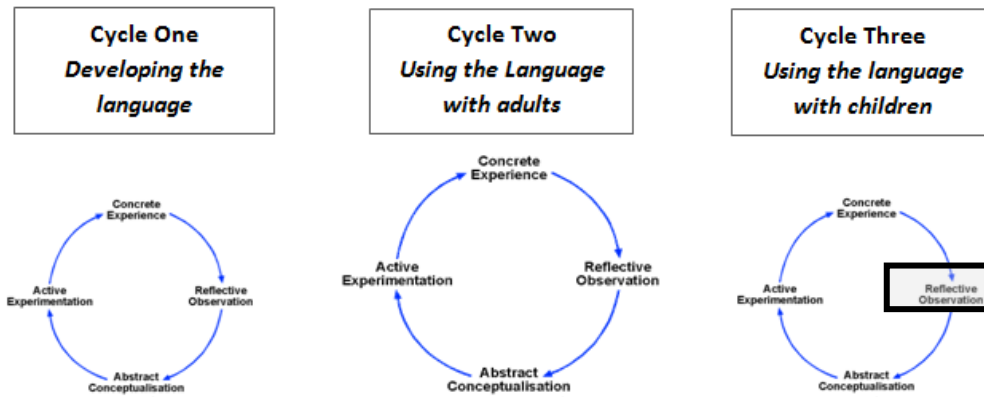 Cycle One
Developing the
language
Concrete
Experience
Active
Experimentation
Reflective
Observation
Abstract
Conceptualisation
Cycle Two
Using the Language
with adults
Concrete
Experience
Active
Experimentation
Reflective
Observation
Abstract
Conceptualisation
Cycle Three
Using the language
with children
Concrete
Experience
Active
Experimentation
Reflective
Observation
Abstract
Conceptualisation